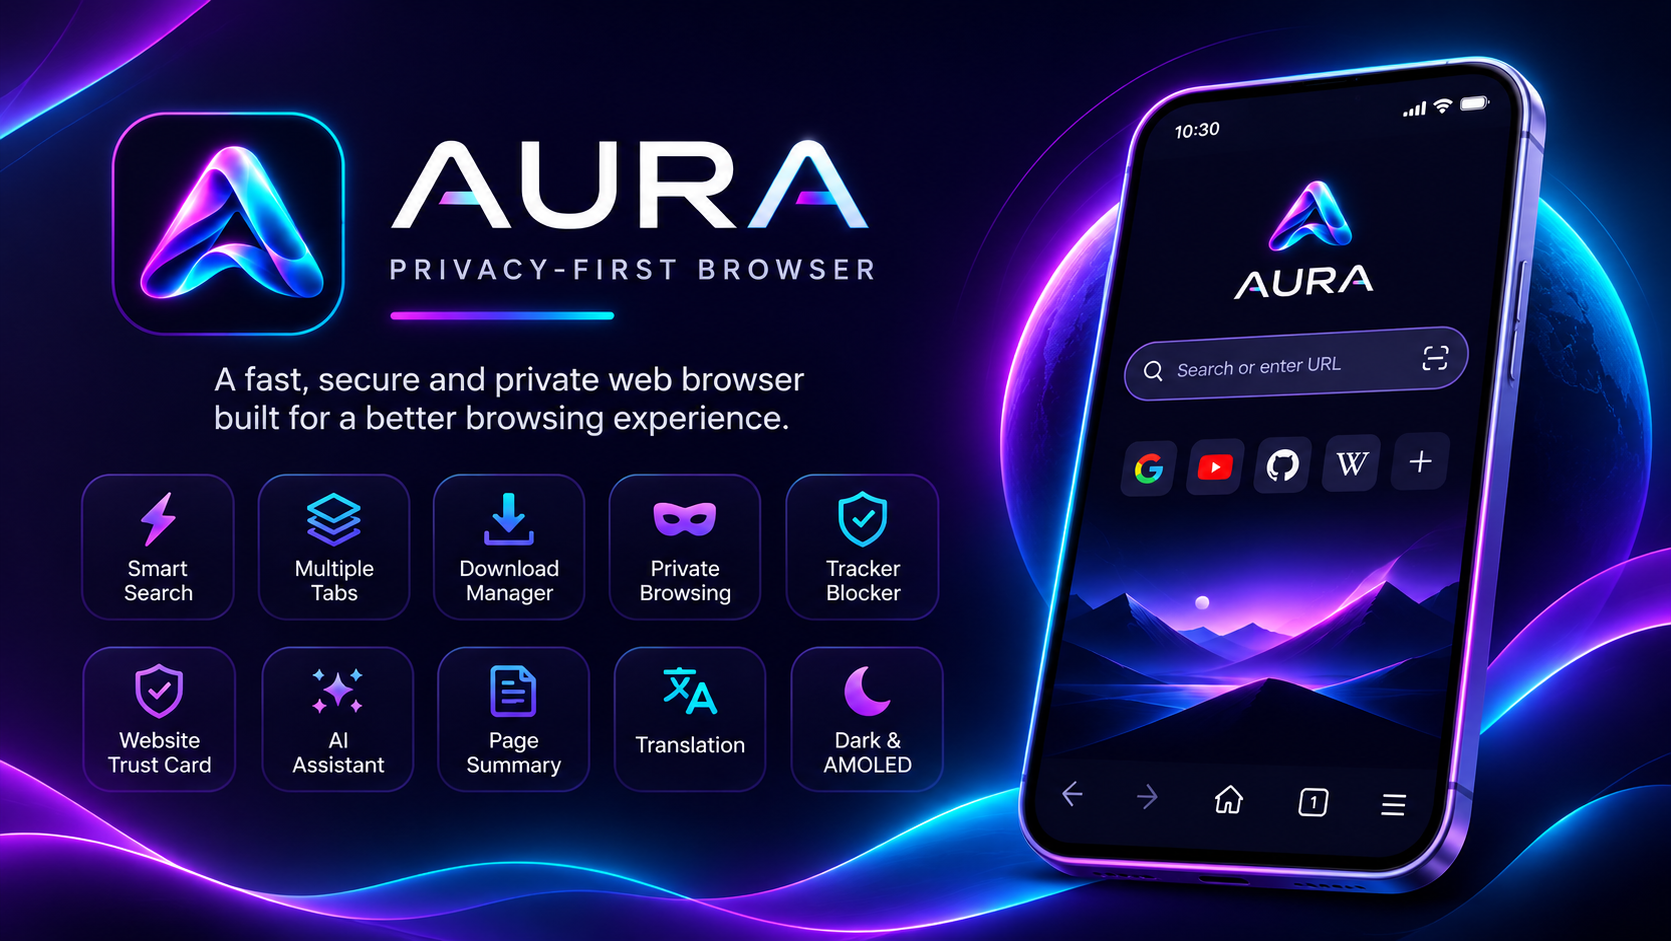 AURA
PRIVACY-FIRST BROWSER
A fast, secure and private web browser
built for a better browsing experience.
Smart
Search
Multiple
Tabs
Download
Manager
Private
Browsing
Tracker
Blocker
Website
Trust Card
AI
Assistant
Page
Summary
Translation
Dark &
AMOLED
10:30
AURA
Search or enter URL
G
W
1